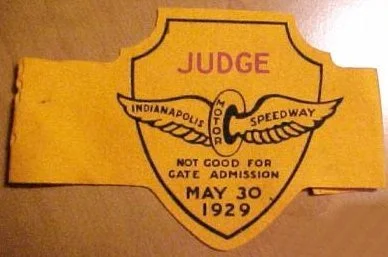 JUDGE
INDIANAPOLIS MOTOR SPEEDWAY
NOT GOOD FOR
GATE ADMISSION
MAY 30
1929